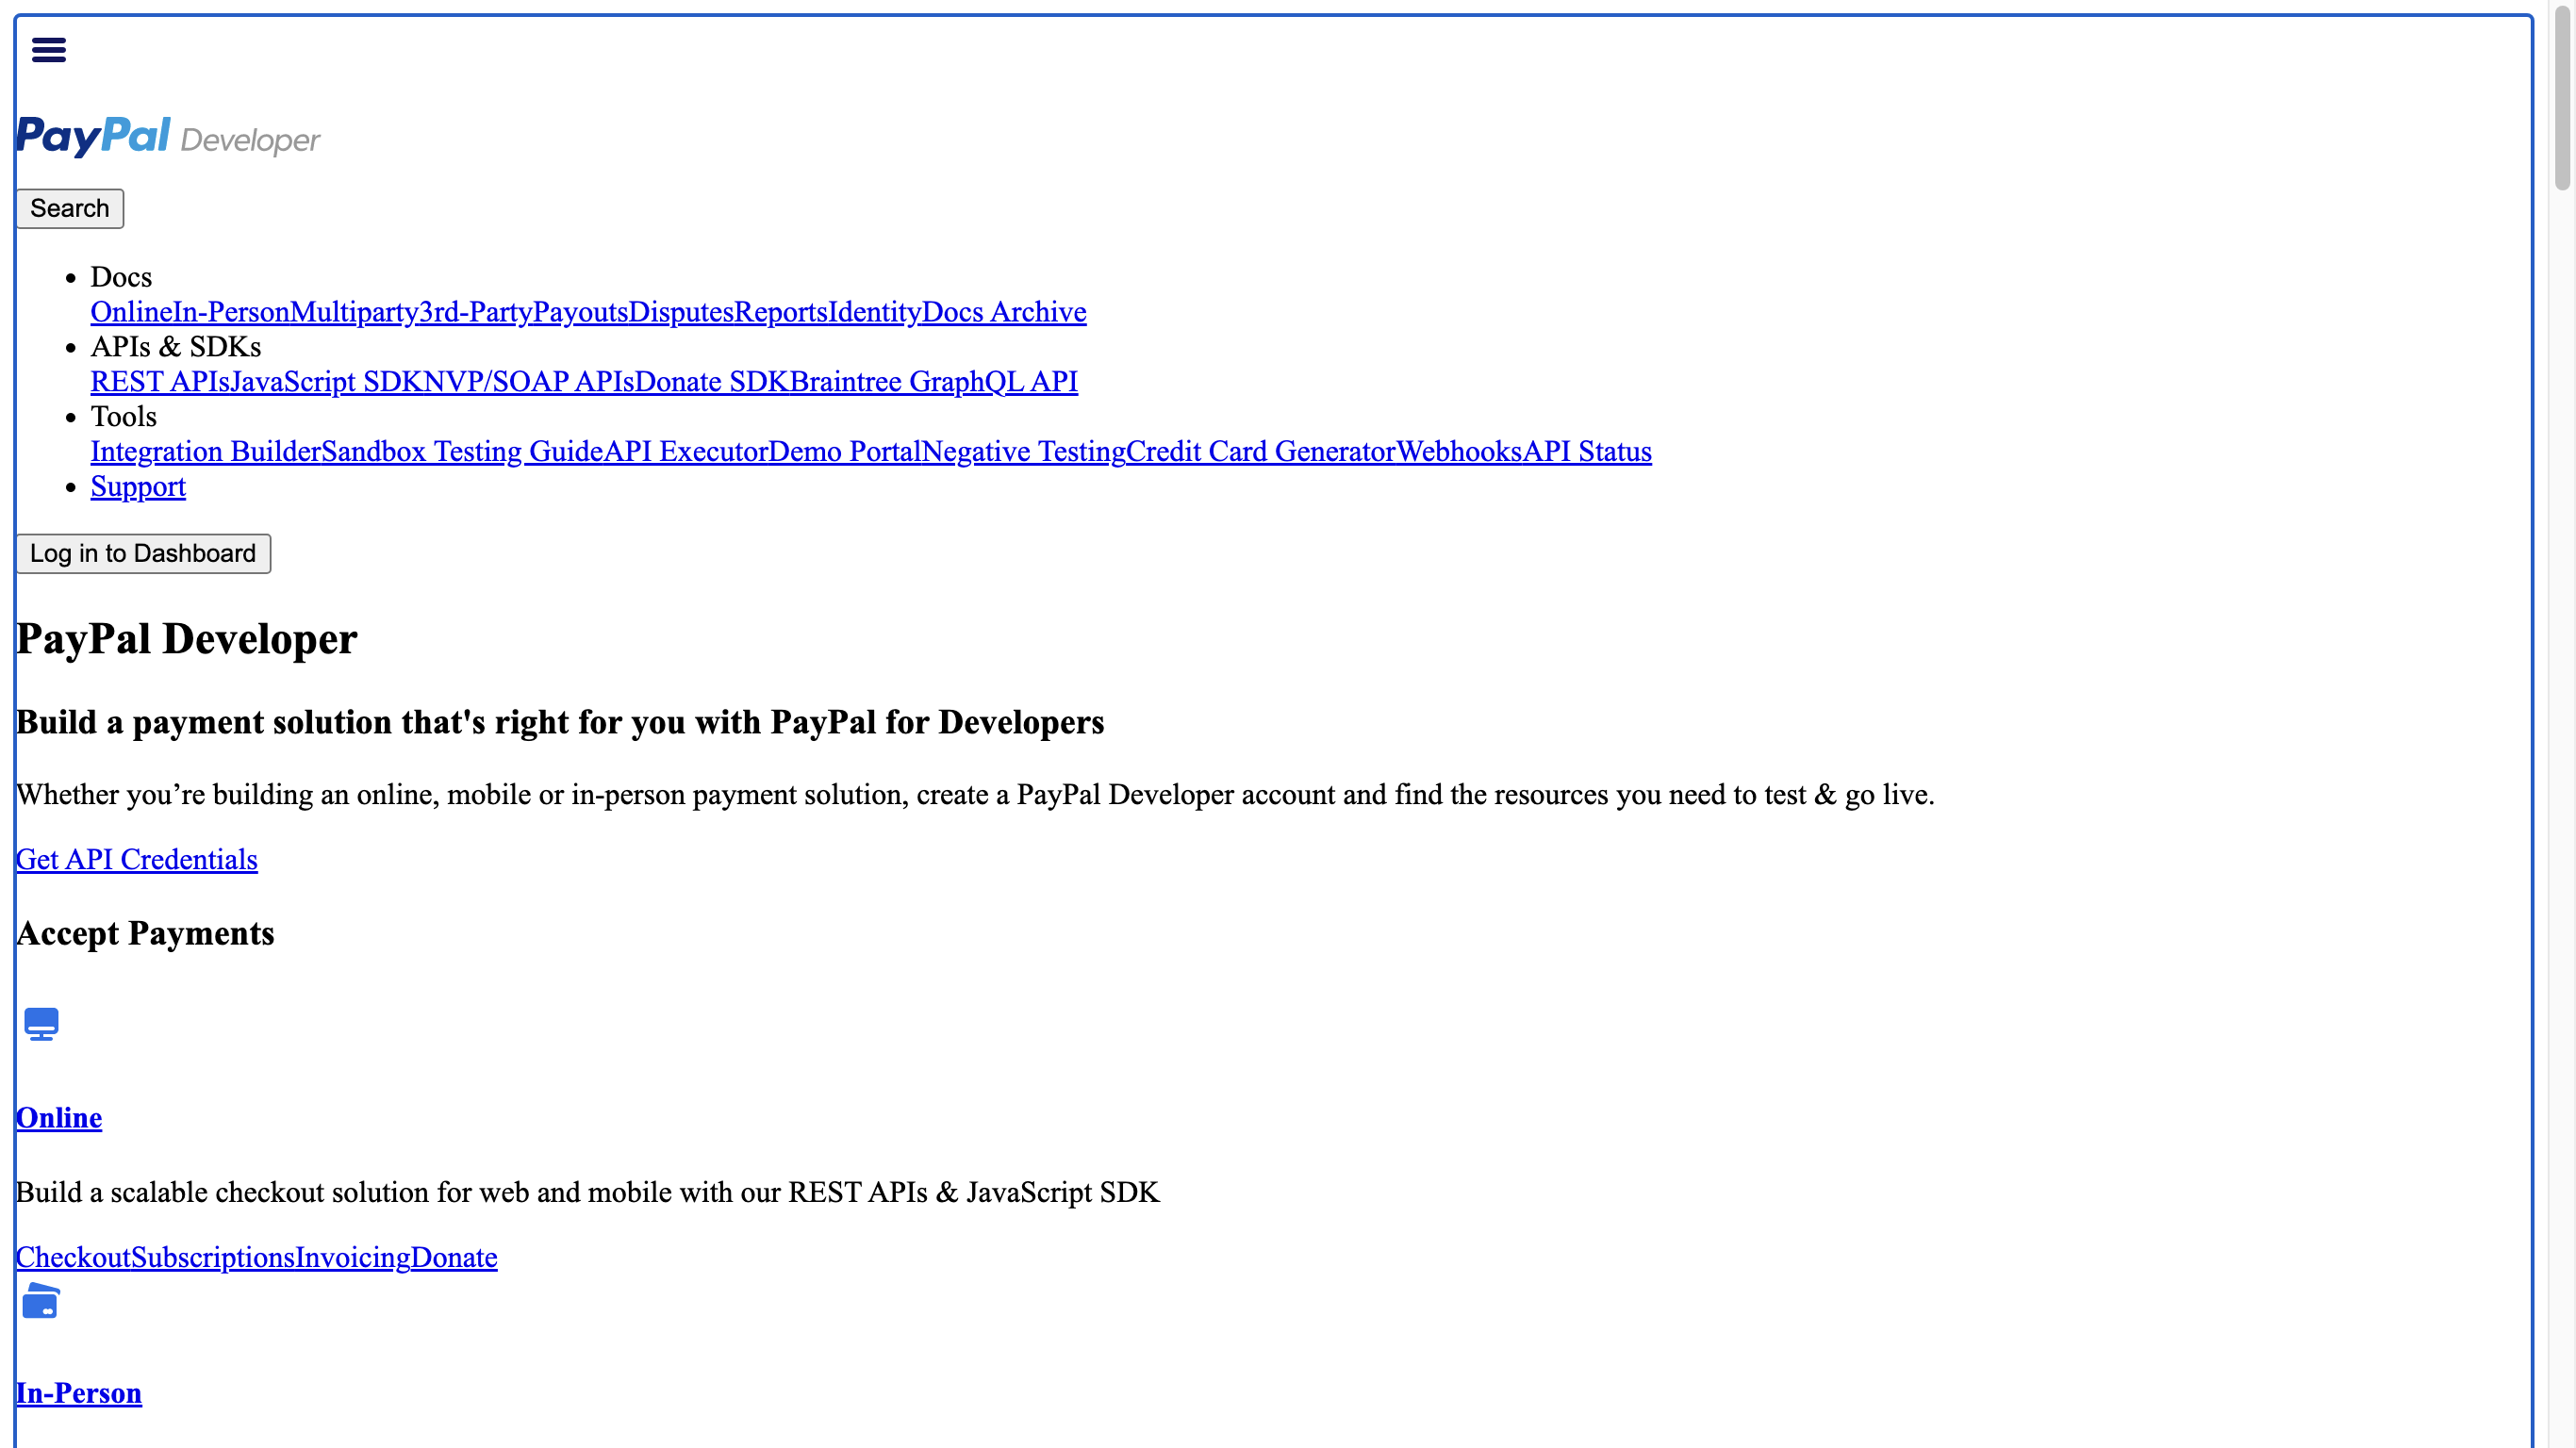 PayPal Developer
Search
Docs
OnlineIn-PersonMultiparty3rd-PartyPayoutsDisputesReportsIdentityDocs Archive
APIs & SDKs
REST APIsJavaScript SDKNVP/SOAP APIsDonate SDKBraintree GraphQL API
Tools
Integration BuilderSandbox Testing GuideAPI ExecutorDemo PortalNegative TestingCredit Card GeneratorWebhooksAPI Status
Support
Log in to Dashboard
PayPal Developer
Build a payment solution that's right for you with PayPal for Developers
Whether you’re building an online, mobile or in-person payment solution, create a PayPal Developer account and find the resources you need to test & go live.
Get API Credentials
Accept Payments
Online
Build a scalable checkout solution for web and mobile with our REST APIs & JavaScript SDK
CheckoutSubscriptionsInvoicingDonate
In-Person